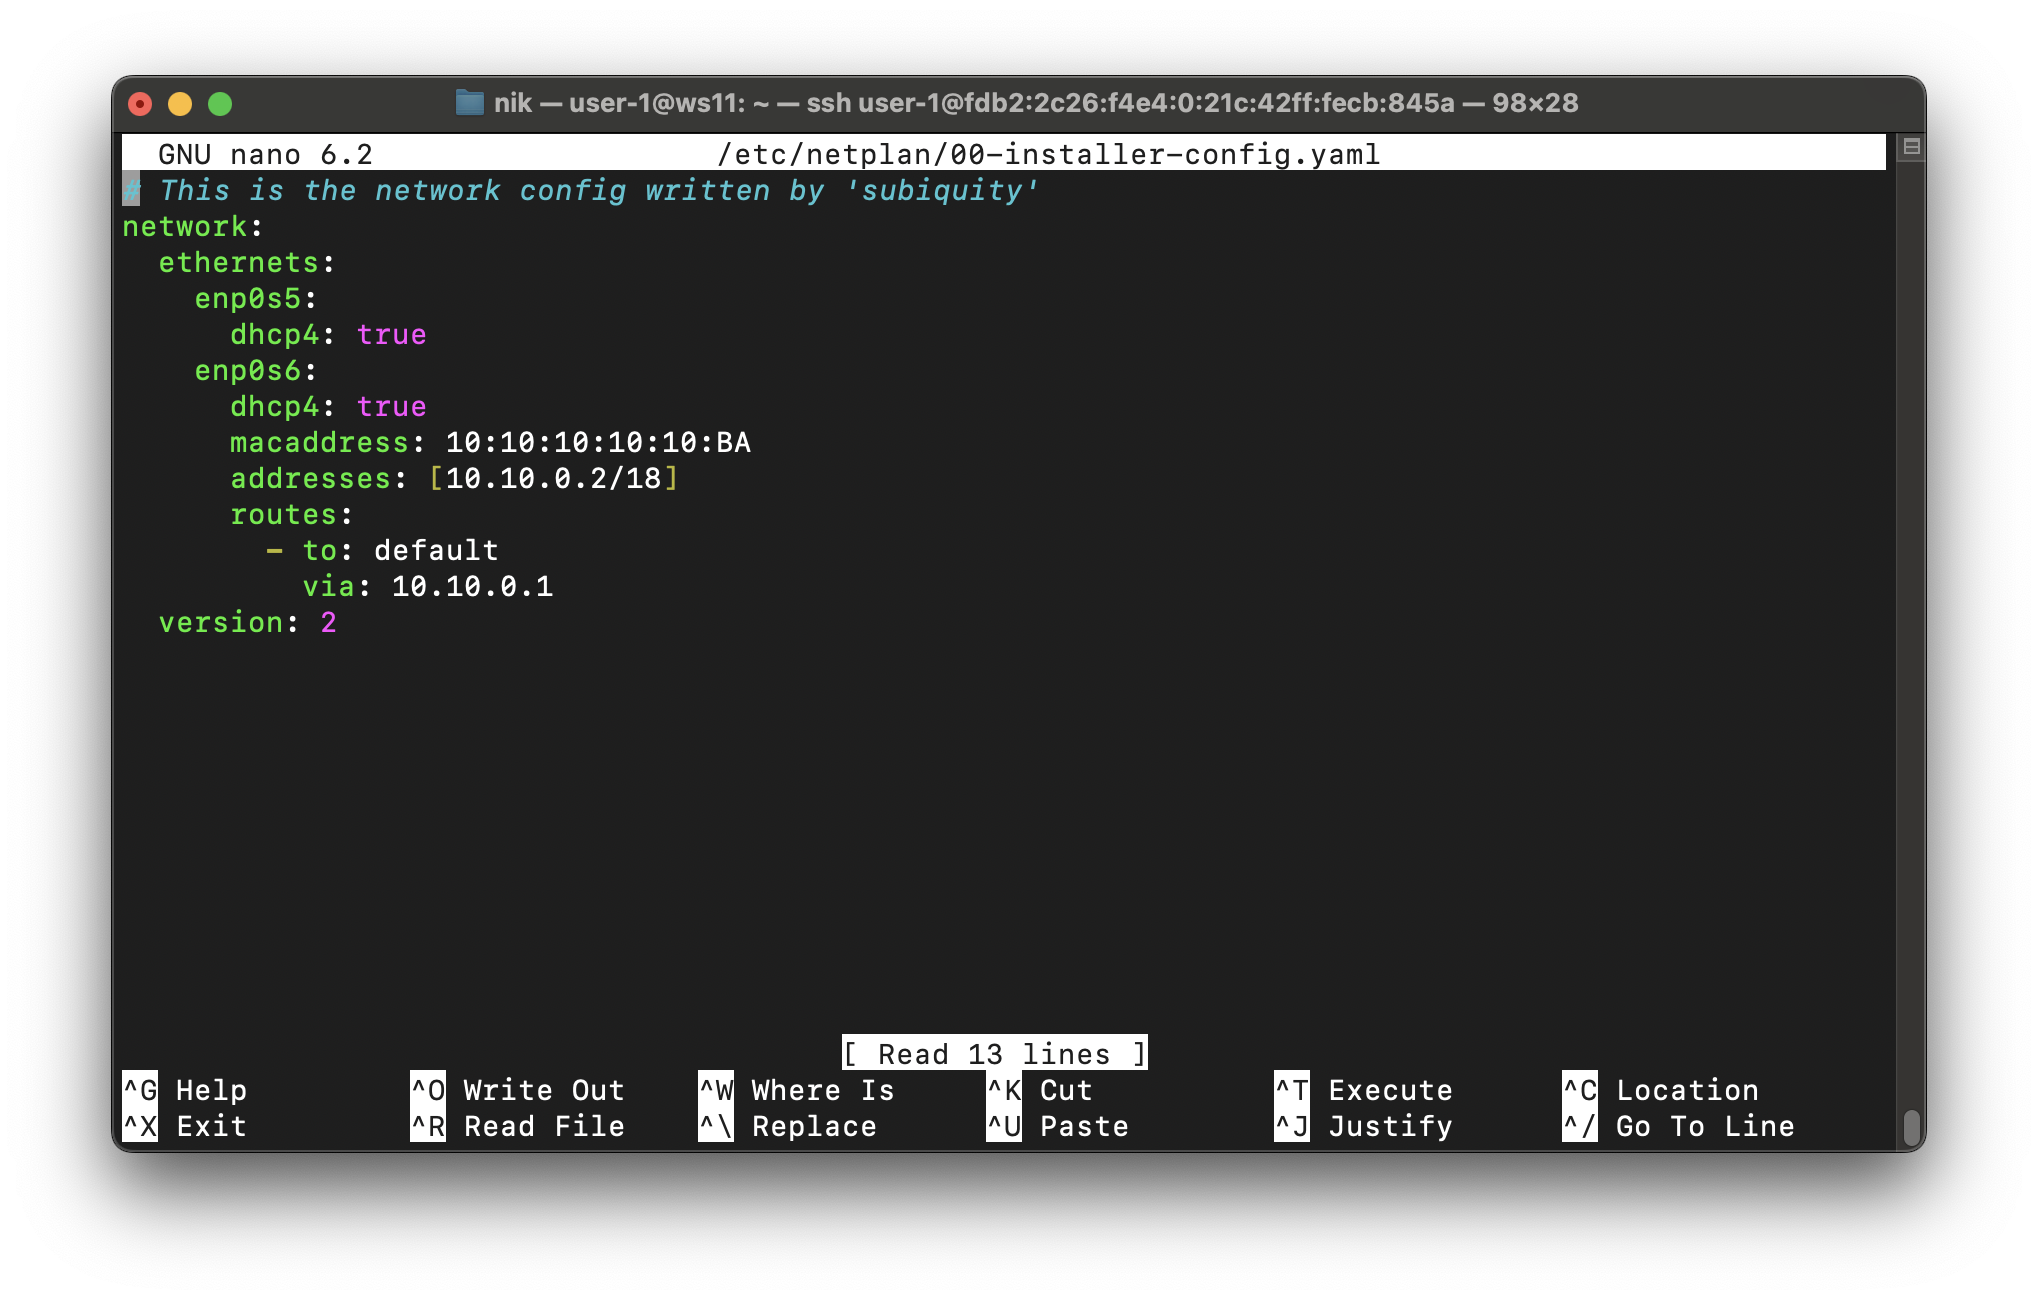 nik — user-1@ws11: ~ — ssh user-1@fdb2:2c26:f4e4:0:21c:42ff:fecb:845a — 98×28
GNU nano 6.2 /etc/netplan/00-installer-config.yaml
# This is the network config written by 'subiquity'
network:
  ethernets:
    enp0s5:
      dhcp4: true
    enp0s6:
      dhcp4: true
      macaddress: 10:10:10:10:10:BA
      addresses: [10.10.0.2/18]
      routes:
        - to: default
          via: 10.10.0.1
  version: 2
[ Read 13 lines ]
^G Help ^O Write Out ^W Where Is ^K Cut ^T Execute ^C Location
^X Exit ^R Read File ^\ Replace ^U Paste ^J Justify ^/ Go To Line